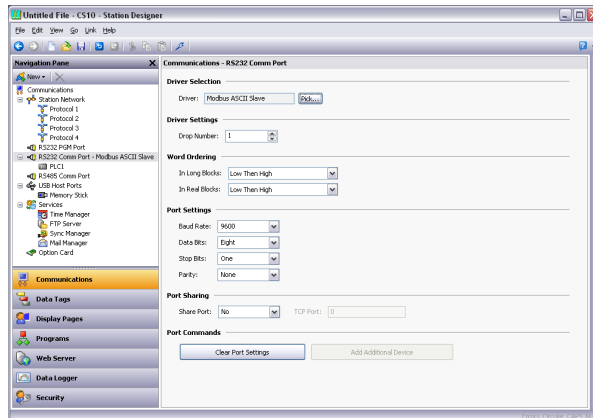 Untitled File - CS10 - Station Designer
File Edit View Go Link Help
Navigation Pane
New
Communications
Station Network
Protocol 1
Protocol 2
Protocol 3
Protocol 4
RS232 PGM Port
RS232 Comm Port - Modbus ASCII Slave
PLC1
RS485 Comm Port
USB Host Ports
Memory Stick
Services
Time Manager
FTP Server
Sync Manager
Mail Manager
Option Card
Communications
Data Tags
Display Pages
Programs
Web Server
Data Logger
Security
Communications - RS232 Comm Port
Driver Selection
Driver: Modbus ASCII Slave Pick...
Driver Settings
Drop Number: 1
Word Ordering
In Long Blocks: Low Then High
In Real Blocks: Low Then High
Port Settings
Baud Rate: 9600
Data Bits: Eight
Stop Bits: One
Parity: None
Port Sharing
Share Port: No TCP Port: 0
Port Commands
Clear Port Settings Add Additional Device